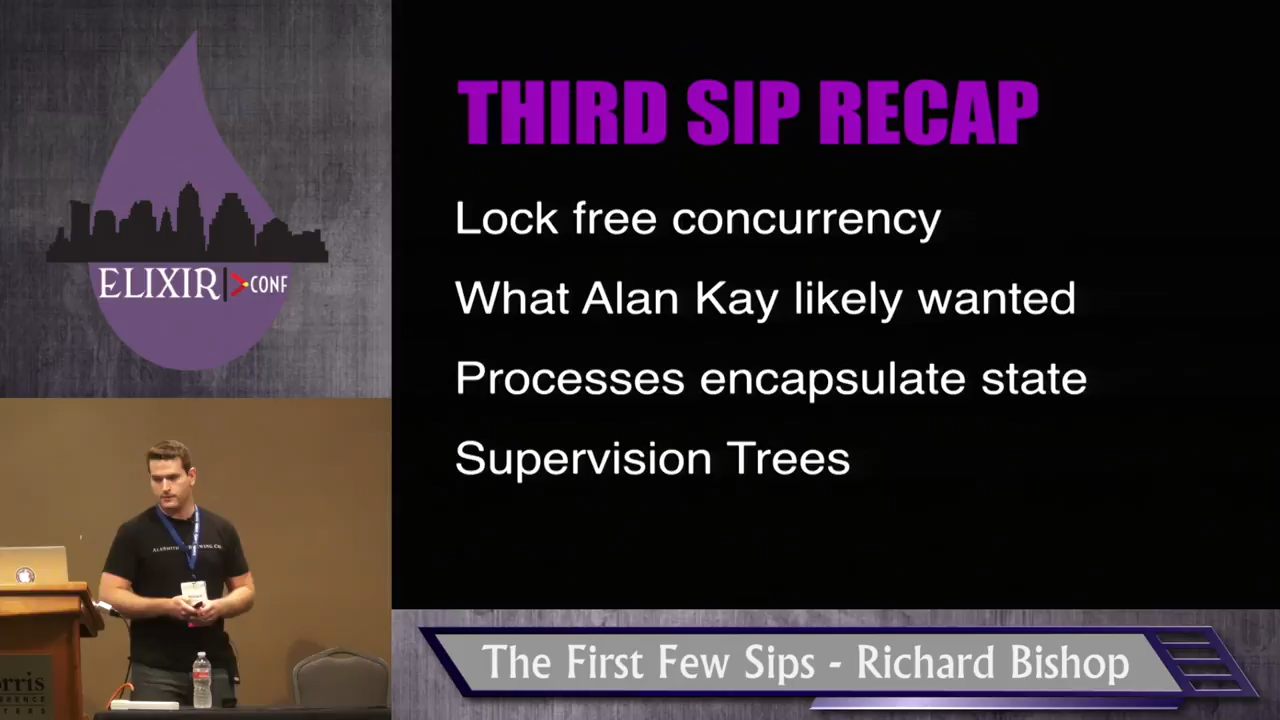 THIRD SIP RECAP
Lock free concurrency
What Alan Kay likely wanted
Processes encapsulate state
Supervision Trees
ELIXIR
CONF
The First Few Sips - Richard Bishop